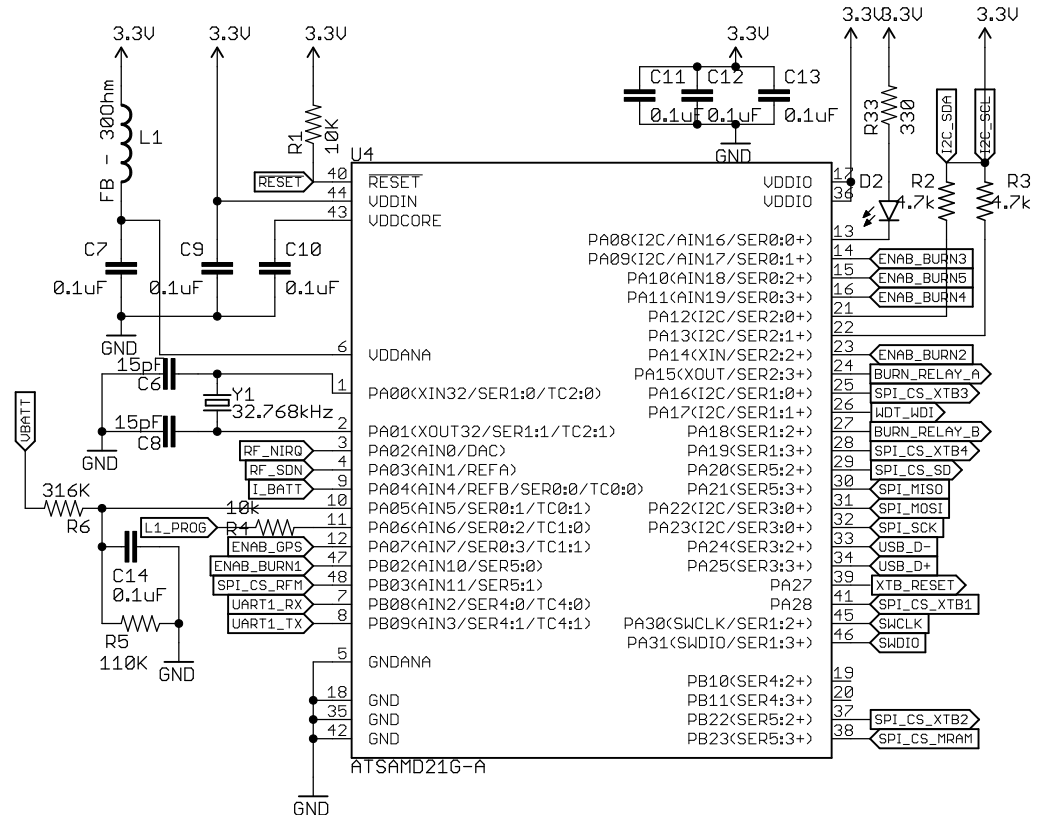 3.3V 3.3V 3.3V 3.3V 3.3V 3.3V 3.3V
FB - 30Ohm
L1
R1
10K
C11 C12 C13
0.1uF 0.1uF 0.1uF
GND
R33
330
I2C_SDA
I2C_SCL
U4
RESET 40 RESET
44 VDDIN
43 VDDCORE
VDDIO 17
VDDIO 36
D2
R2
4.7k
R3
4.7k
C7
0.1uF
C9
0.1uF
C10
0.1uF
GND
6 VDDANA
15pF
C6
Y1
32.768kHz
15pF
C8
GND
VBATT
1 PA00(XIN32/SER1:0/TC2:0)
2 PA01(XOUT32/SER1:1/TC2:1)
RF_NIRQ 3 PA02(AIN0/DAC)
RF_SDN 4 PA03(AIN1/REFA)
I_BATT 9 PA04(AIN4/REFB/SER0:0/TC0:0)
316K
R6
10 PA05(AIN5/SER0:1/TC0:1)
10k
L1_PROG R4 11 PA06(AIN6/SER0:2/TC1:0)
ENAB_GPS 12 PA07(AIN7/SER0:3/TC1:1)
ENAB_BURN1 47 PB02(AIN10/SER5:0)
SPI_CS_RFM 48 PB03(AIN11/SER5:1)
UART1_RX 7 PB08(AIN2/SER4:0/TC4:0)
UART1_TX 8 PB09(AIN3/SER4:1/TC4:1)
C14
0.1uF
R5
110K
GND
5 GNDANA
18 GND
35 GND
42 GND
GND
PA08(I2C/AIN16/SER0:0+) 13
PA09(I2C/AIN17/SER0:1+) 14 ENAB_BURN3
PA10(AIN18/SER0:2+) 15 ENAB_BURN5
PA11(AIN19/SER0:3+) 16 ENAB_BURN4
PA12(I2C/SER2:0+) 21
PA13(I2C/SER2:1+) 22
PA14(XIN/SER2:2+) 23 ENAB_BURN2
PA15(XOUT/SER2:3+) 24 BURN_RELAY_A
PA16(I2C/SER1:0+) 25 SPI_CS_XTB3
PA17(I2C/SER1:1+) 26 WDT_WDI
PA18(SER1:2+) 27 BURN_RELAY_B
PA19(SER1:3+) 28 SPI_CS_XTB4
PA20(SER5:2+) 29 SPI_CS_SD
PA21(SER5:3+) 30 SPI_MISO
PA22(I2C/SER3:0+) 31 SPI_MOSI
PA23(I2C/SER3:1+) 32 SPI_SCK
PA24(SER3:2+) 33 USB_D-
PA25(SER3:3+) 34 USB_D+
PA27 39 XTB_RESET
PA28 41 SPI_CS_XTB1
PA30(SWCLK/SER1:2+) 45 SWCLK
PA31(SWDIO/SER1:3+) 46 SWDIO
PB10(SER4:2+) 19
PB11(SER4:3+) 20
PB22(SER5:2+) 37 SPI_CS_XTB2
PB23(SER5:3+) 38 SPI_CS_MRAM
ATSAMD21G-A